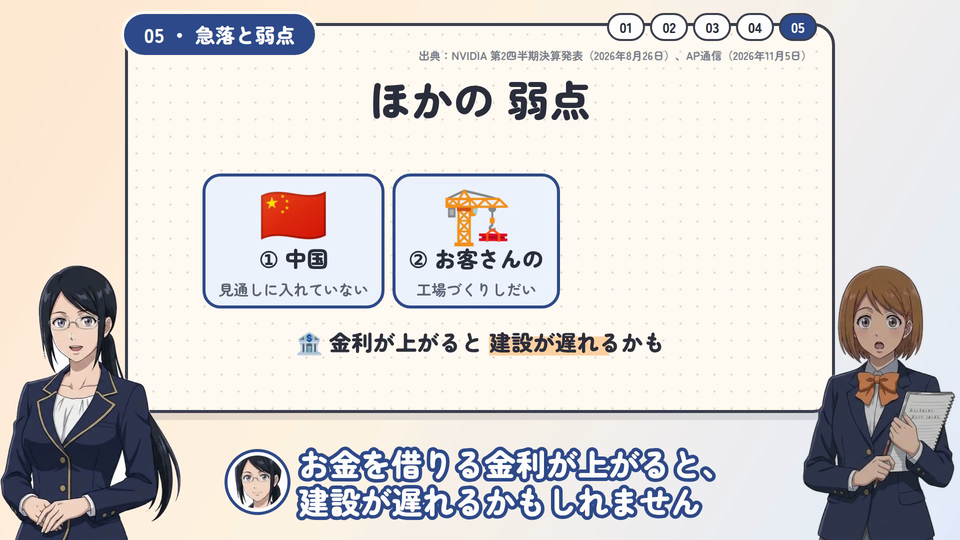 05 ・ 急落と弱点
01 02 03 04 05
出典：NVIDIA 第2四半期決算発表（2026年8月26日）、AP通信（2026年11月5日）
ほかの 弱点
① 中国
見通しに入れていない
② お客さんの
工場づくりしだい
金利が上がると 建設が遅れるかも
お金を借りる金利が上がると、
建設が遅れるかもしれません